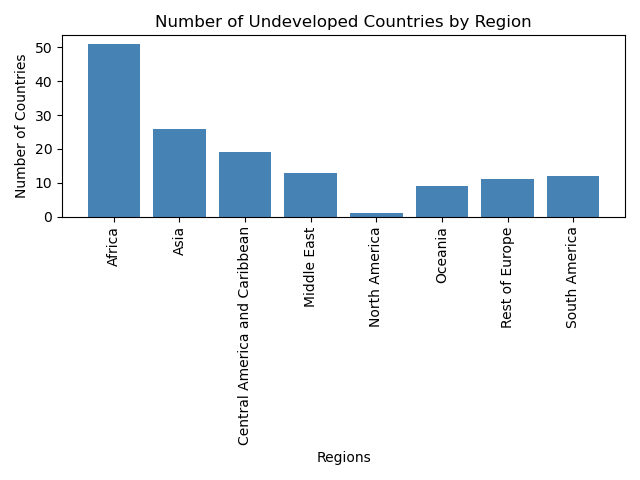 Number of Undeveloped Countries by Region
Number of Countries
50
40
30
20
10
0
Africa
Asia
Central America and Caribbean
Middle East
North America
Oceania
Rest of Europe
South America
Regions